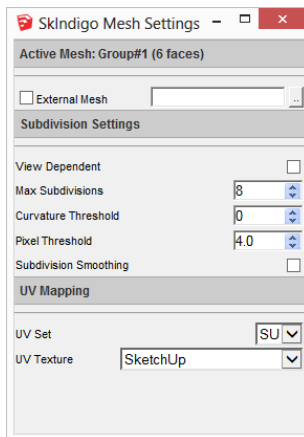 SkIndigo Mesh Settings
Active Mesh: Group#1 (6 faces)
External Mesh ..
Subdivision Settings
View Dependent
Max Subdivisions 8
Curvature Threshold 0
Pixel Threshold 4.0
Subdivision Smoothing
UV Mapping
UV Set SU
UV Texture SketchUp